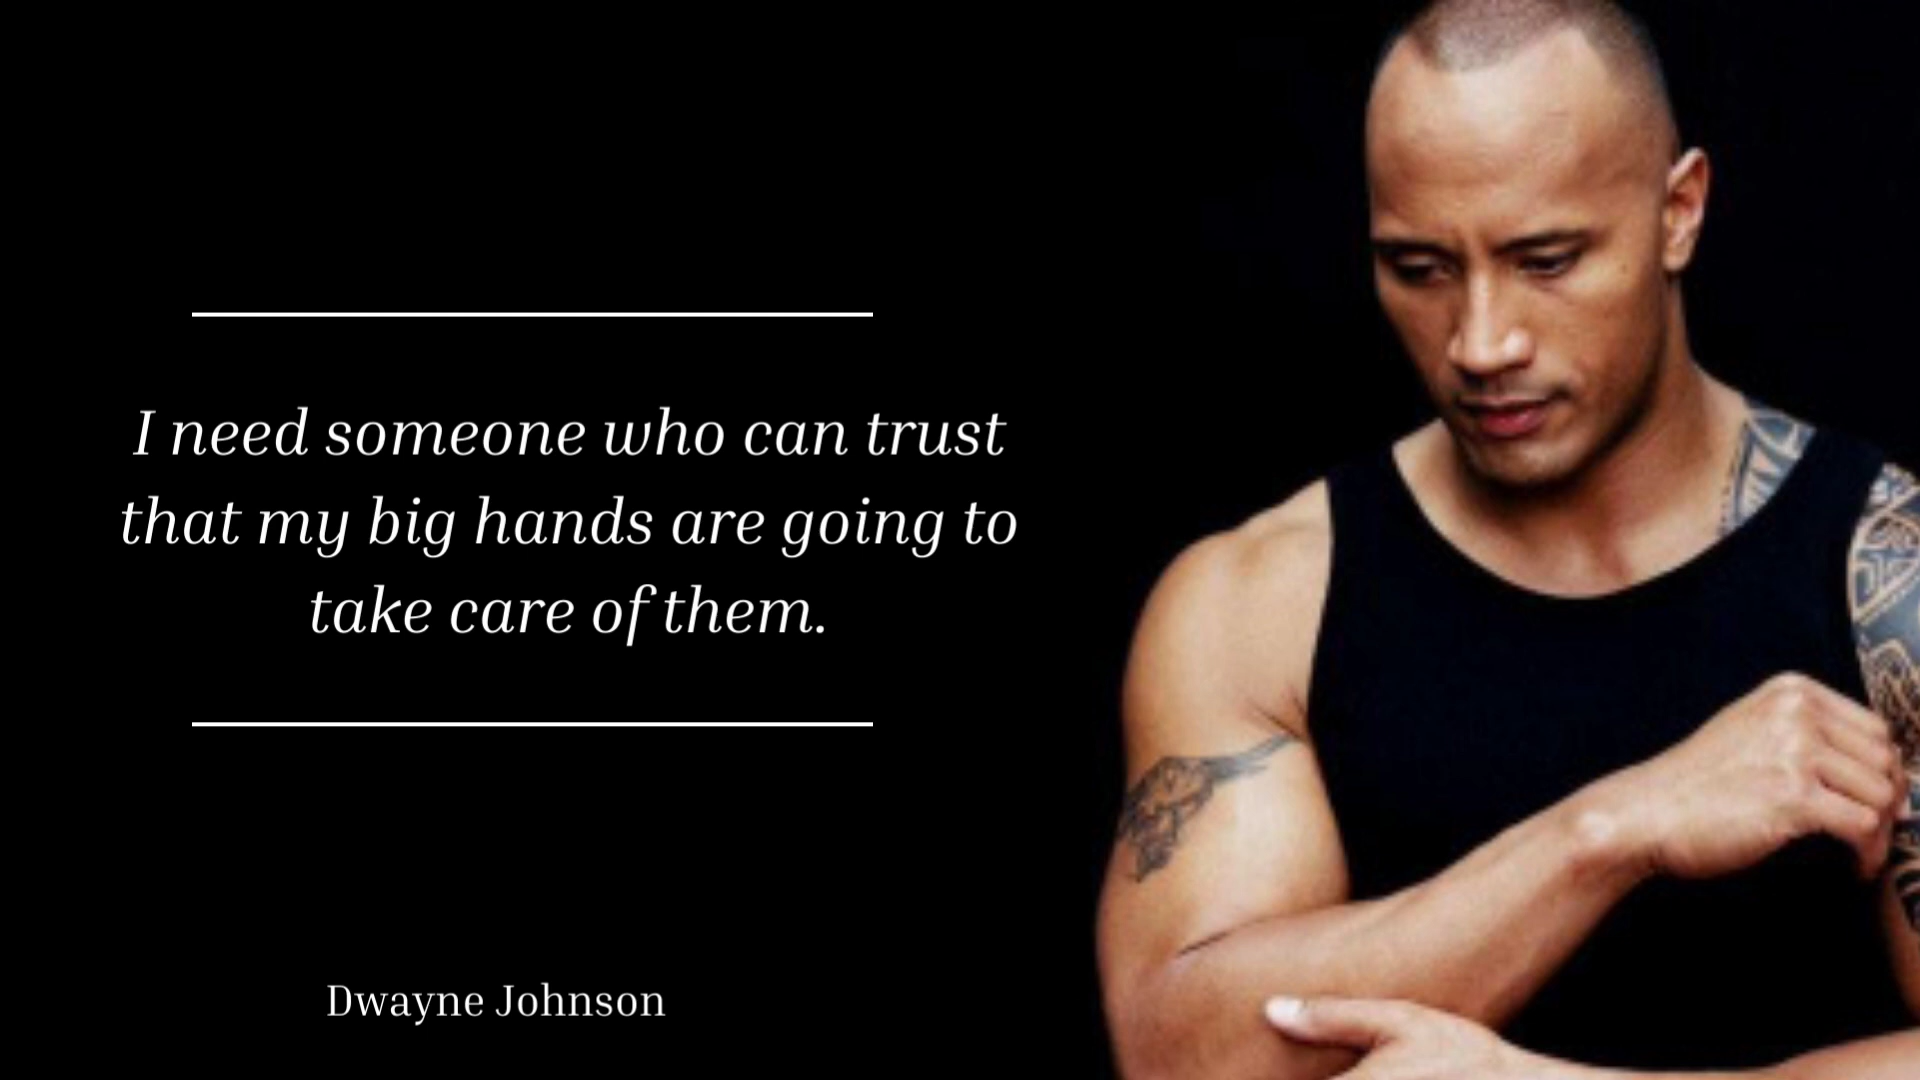 I need someone who can trust
that my big hands are going to
take care of them.
Dwayne Johnson